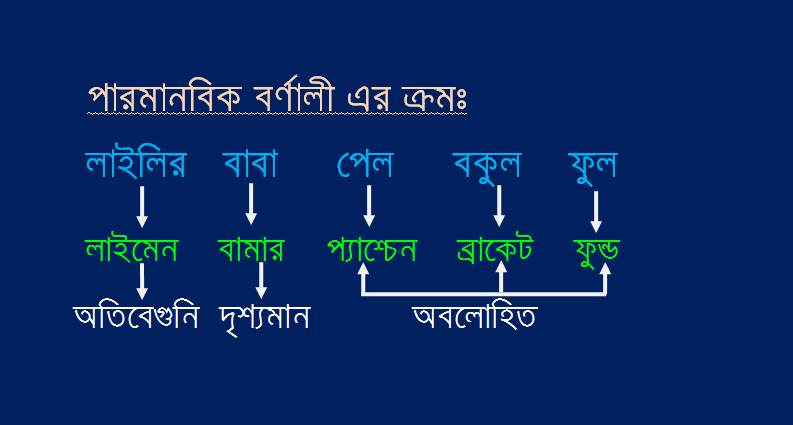 পারমানবিক বর্ণালী এর ক্রমঃ
লাইলির বাবা পেল বকুল ফুল
লাইমেন বামার প্যাশ্চেন ব্রাকেট ফুন্ড
অতিবেগুনি দৃশ্যমান অবলোহিত